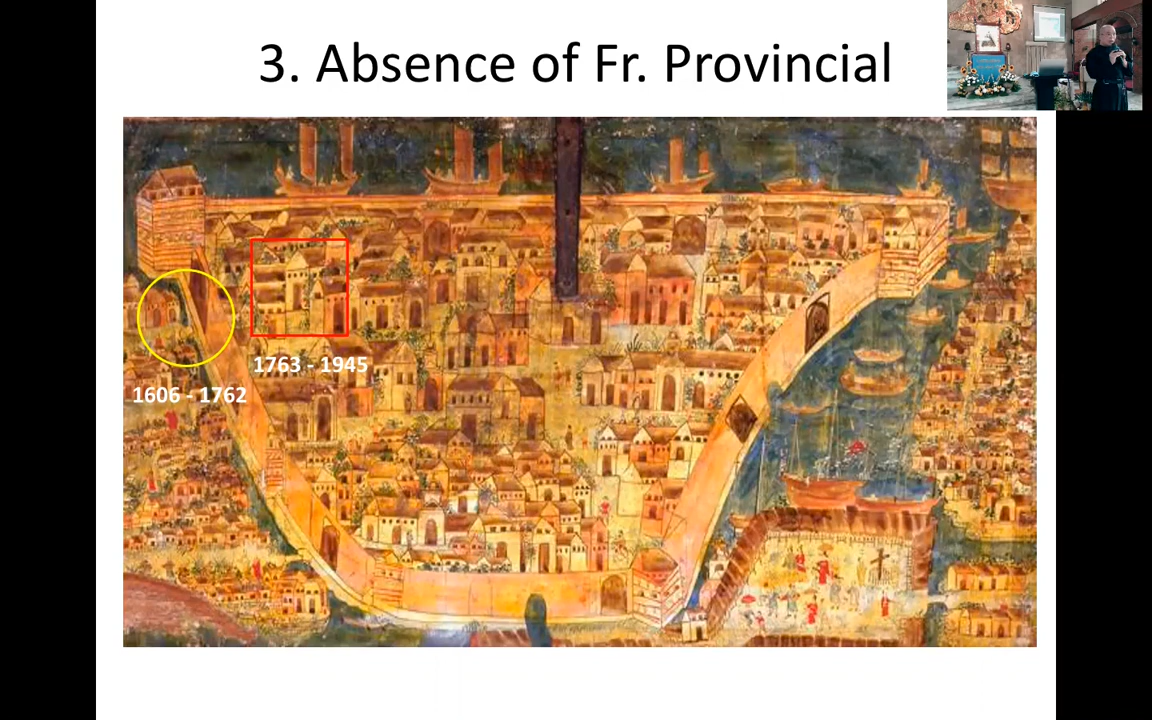 3. Absence of Fr. Provincial
1763 - 1945
1606 - 1762